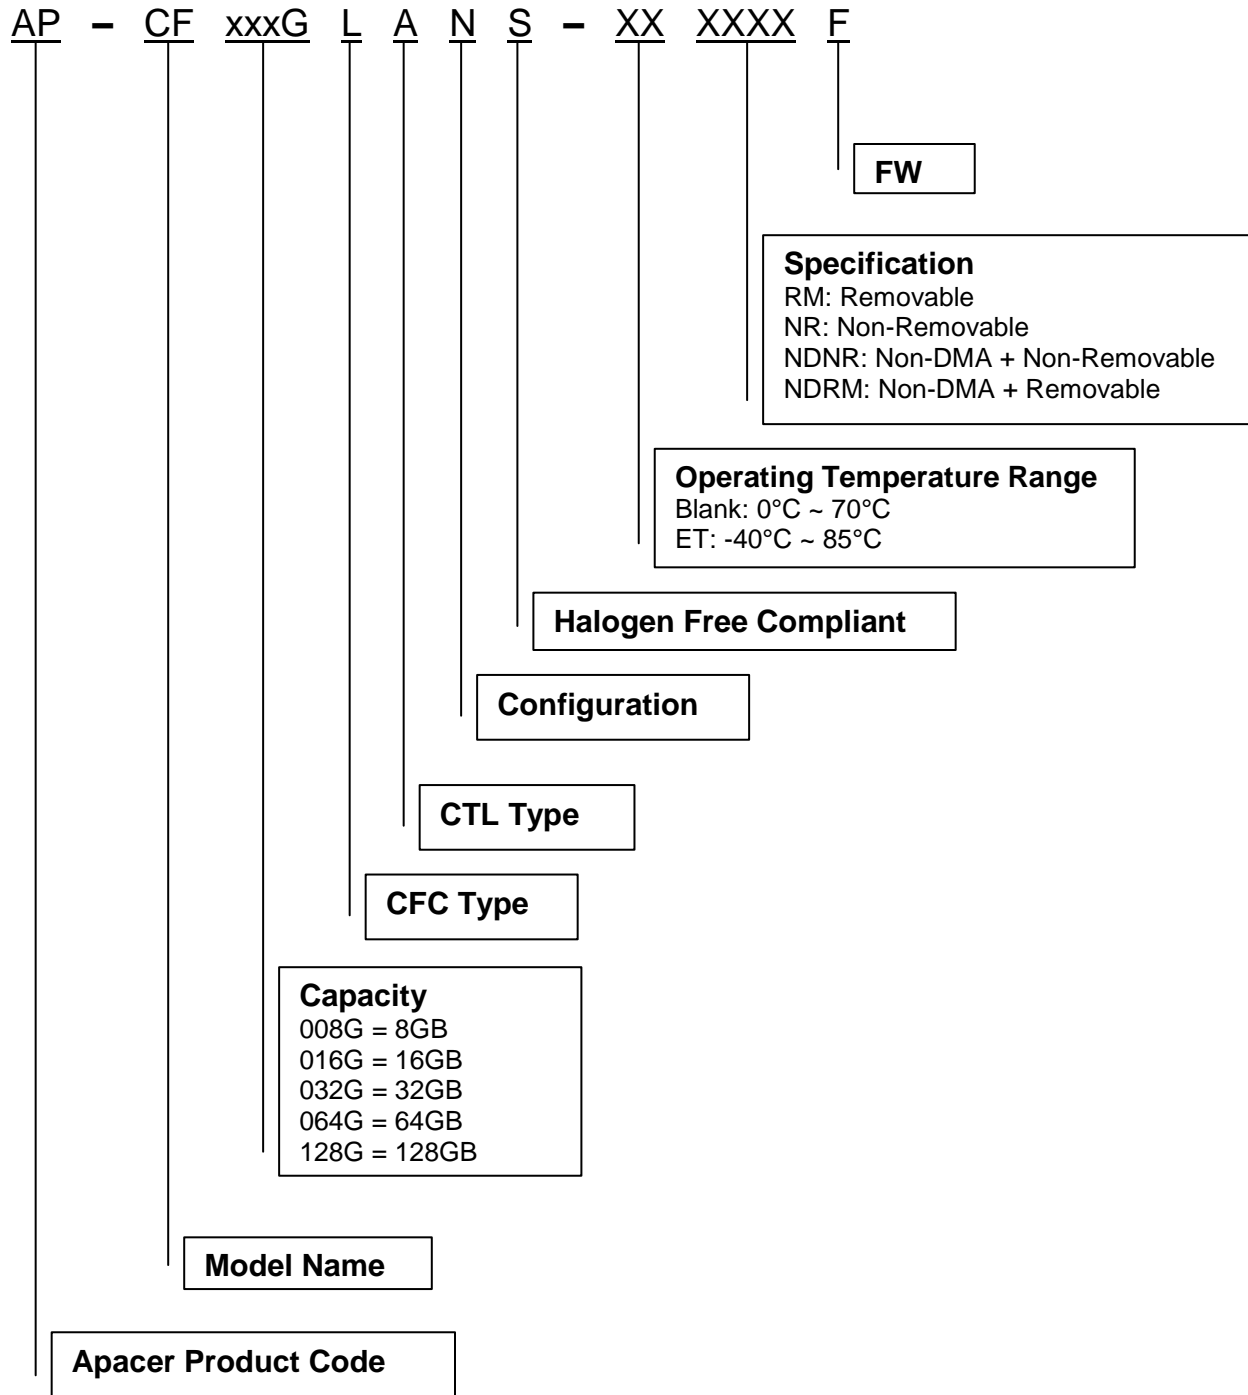 AP – CF xxxG L A N S – XX XXXX F
FW
Specification
RM: Removable
NR: Non-Removable
NDNR: Non-DMA + Non-Removable
NDRM: Non-DMA + Removable
Operating Temperature Range
Blank: 0°C ~ 70°C
ET: -40°C ~ 85°C
Halogen Free Compliant
Configuration
CTL Type
CFC Type
Capacity
008G = 8GB
016G = 16GB
032G = 32GB
064G = 64GB
128G = 128GB
Model Name
Apacer Product Code